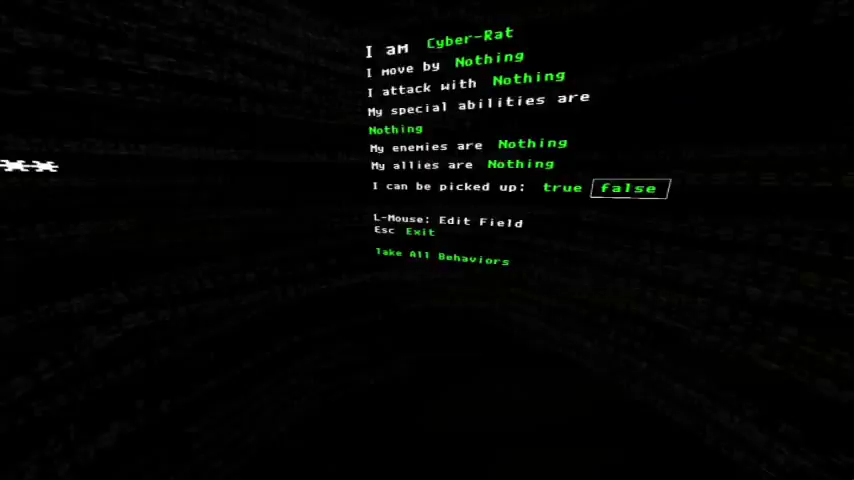 I am Cyber-Rat
I move by Nothing
I attack with Nothing
My special abilities are
Nothing
My enemies are Nothing
My allies are Nothing
I can be picked up: true false
L-Mouse: Edit Field
Esc Exit
Take All Behaviors